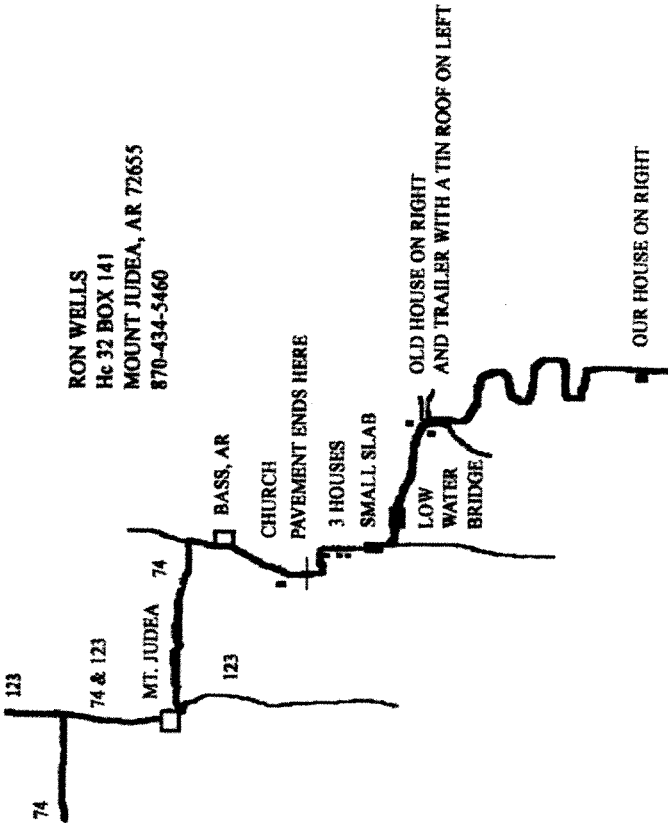 RON WELLS
Hc 32 BOX 141
MOUNT JUDEA, AR 72655
870-434-5460
123
74
74 & 123
MT. JUDEA
123
74
BASS, AR
CHURCH
PAVEMENT ENDS HERE
3 HOUSES
SMALL SLAB
LOW
WATER
BRIDGE
OLD HOUSE ON RIGHT
AND TRAILER WITH A TIN ROOF ON LEFT
OUR HOUSE ON RIGHT